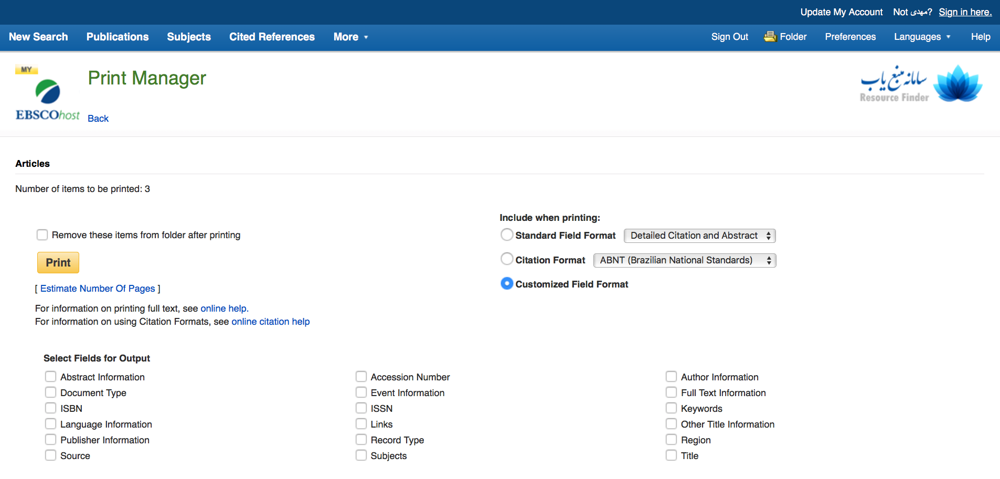 Update My Account Not مهدی? Sign in here.
New Search Publications Subjects Cited References More Sign Out Folder Preferences Languages Help
MY
EBSCOhost
Print Manager
Back
سامانه منبع یاب
Resource Finder
Articles
Number of items to be printed: 3
Remove these items from folder after printing
Print
[ Estimate Number Of Pages ]
For information on printing full text, see online help.
For information on using Citation Formats, see online citation help
Include when printing:
Standard Field Format Detailed Citation and Abstract
Citation Format ABNT (Brazilian National Standards)
Customized Field Format
Select Fields for Output
Abstract Information Accession Number Author Information
Document Type Event Information Full Text Information
ISBN ISSN Keywords
Language Information Links Other Title Information
Publisher Information Record Type Region
Source Subjects Title